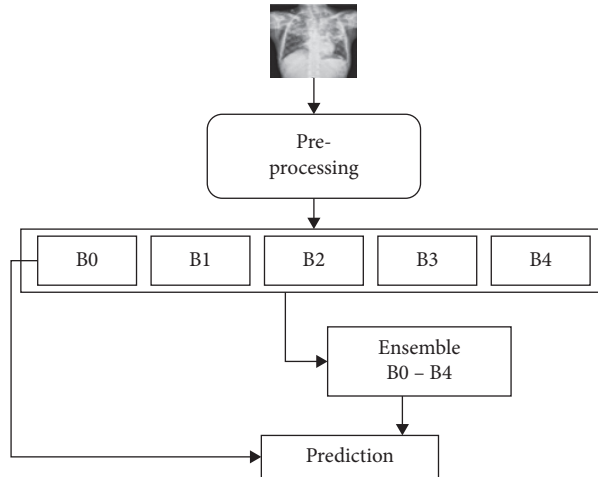 Pre-
processing
B0 B1 B2 B3 B4
Ensemble
B0 – B4
Prediction